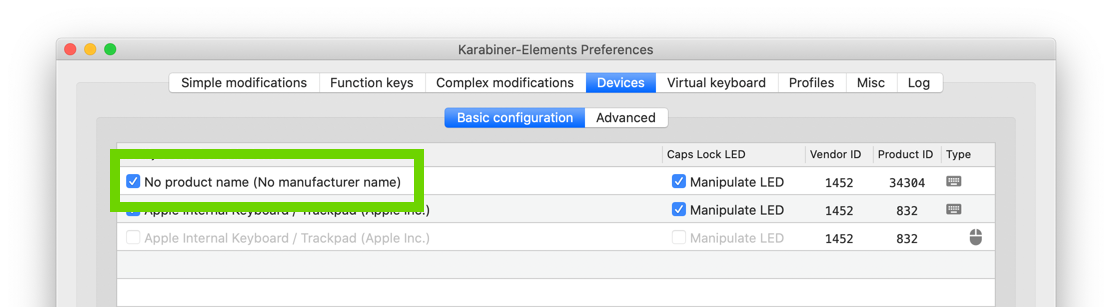 Karabiner-Elements Preferences
Simple modifications Function keys Complex modifications Devices Virtual keyboard Profiles Misc Log
Basic configuration Advanced
Caps Lock LED Vendor ID Product ID Type
No product name (No manufacturer name) Manipulate LED 1452 34304
Apple Internal Keyboard / Trackpad (Apple Inc.) Manipulate LED 1452 832
Apple Internal Keyboard / Trackpad (Apple Inc.) Manipulate LED 1452 832